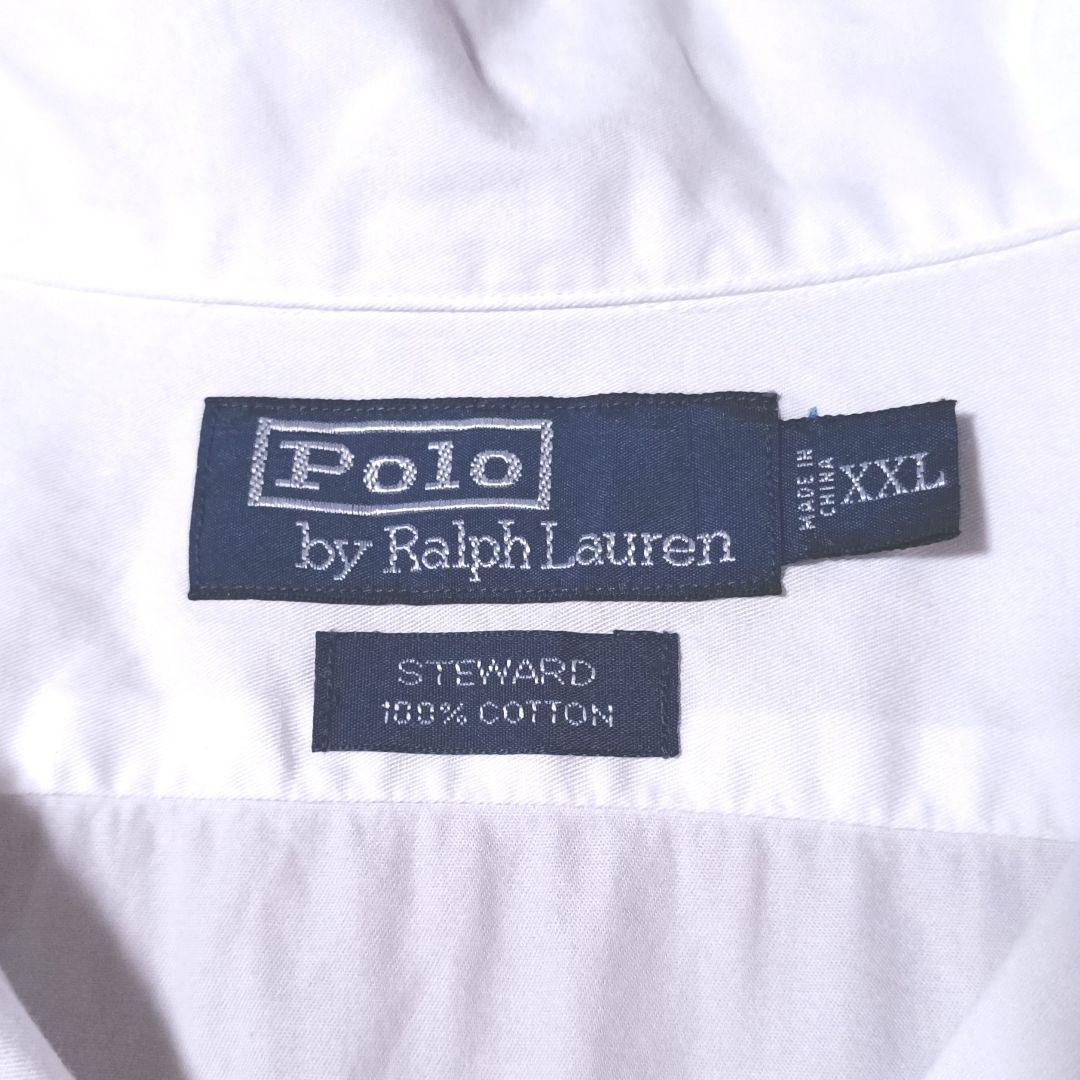 Polo
by Ralph Lauren
MADE IN
CHINA
XXL
STEWARD
100% COTTON